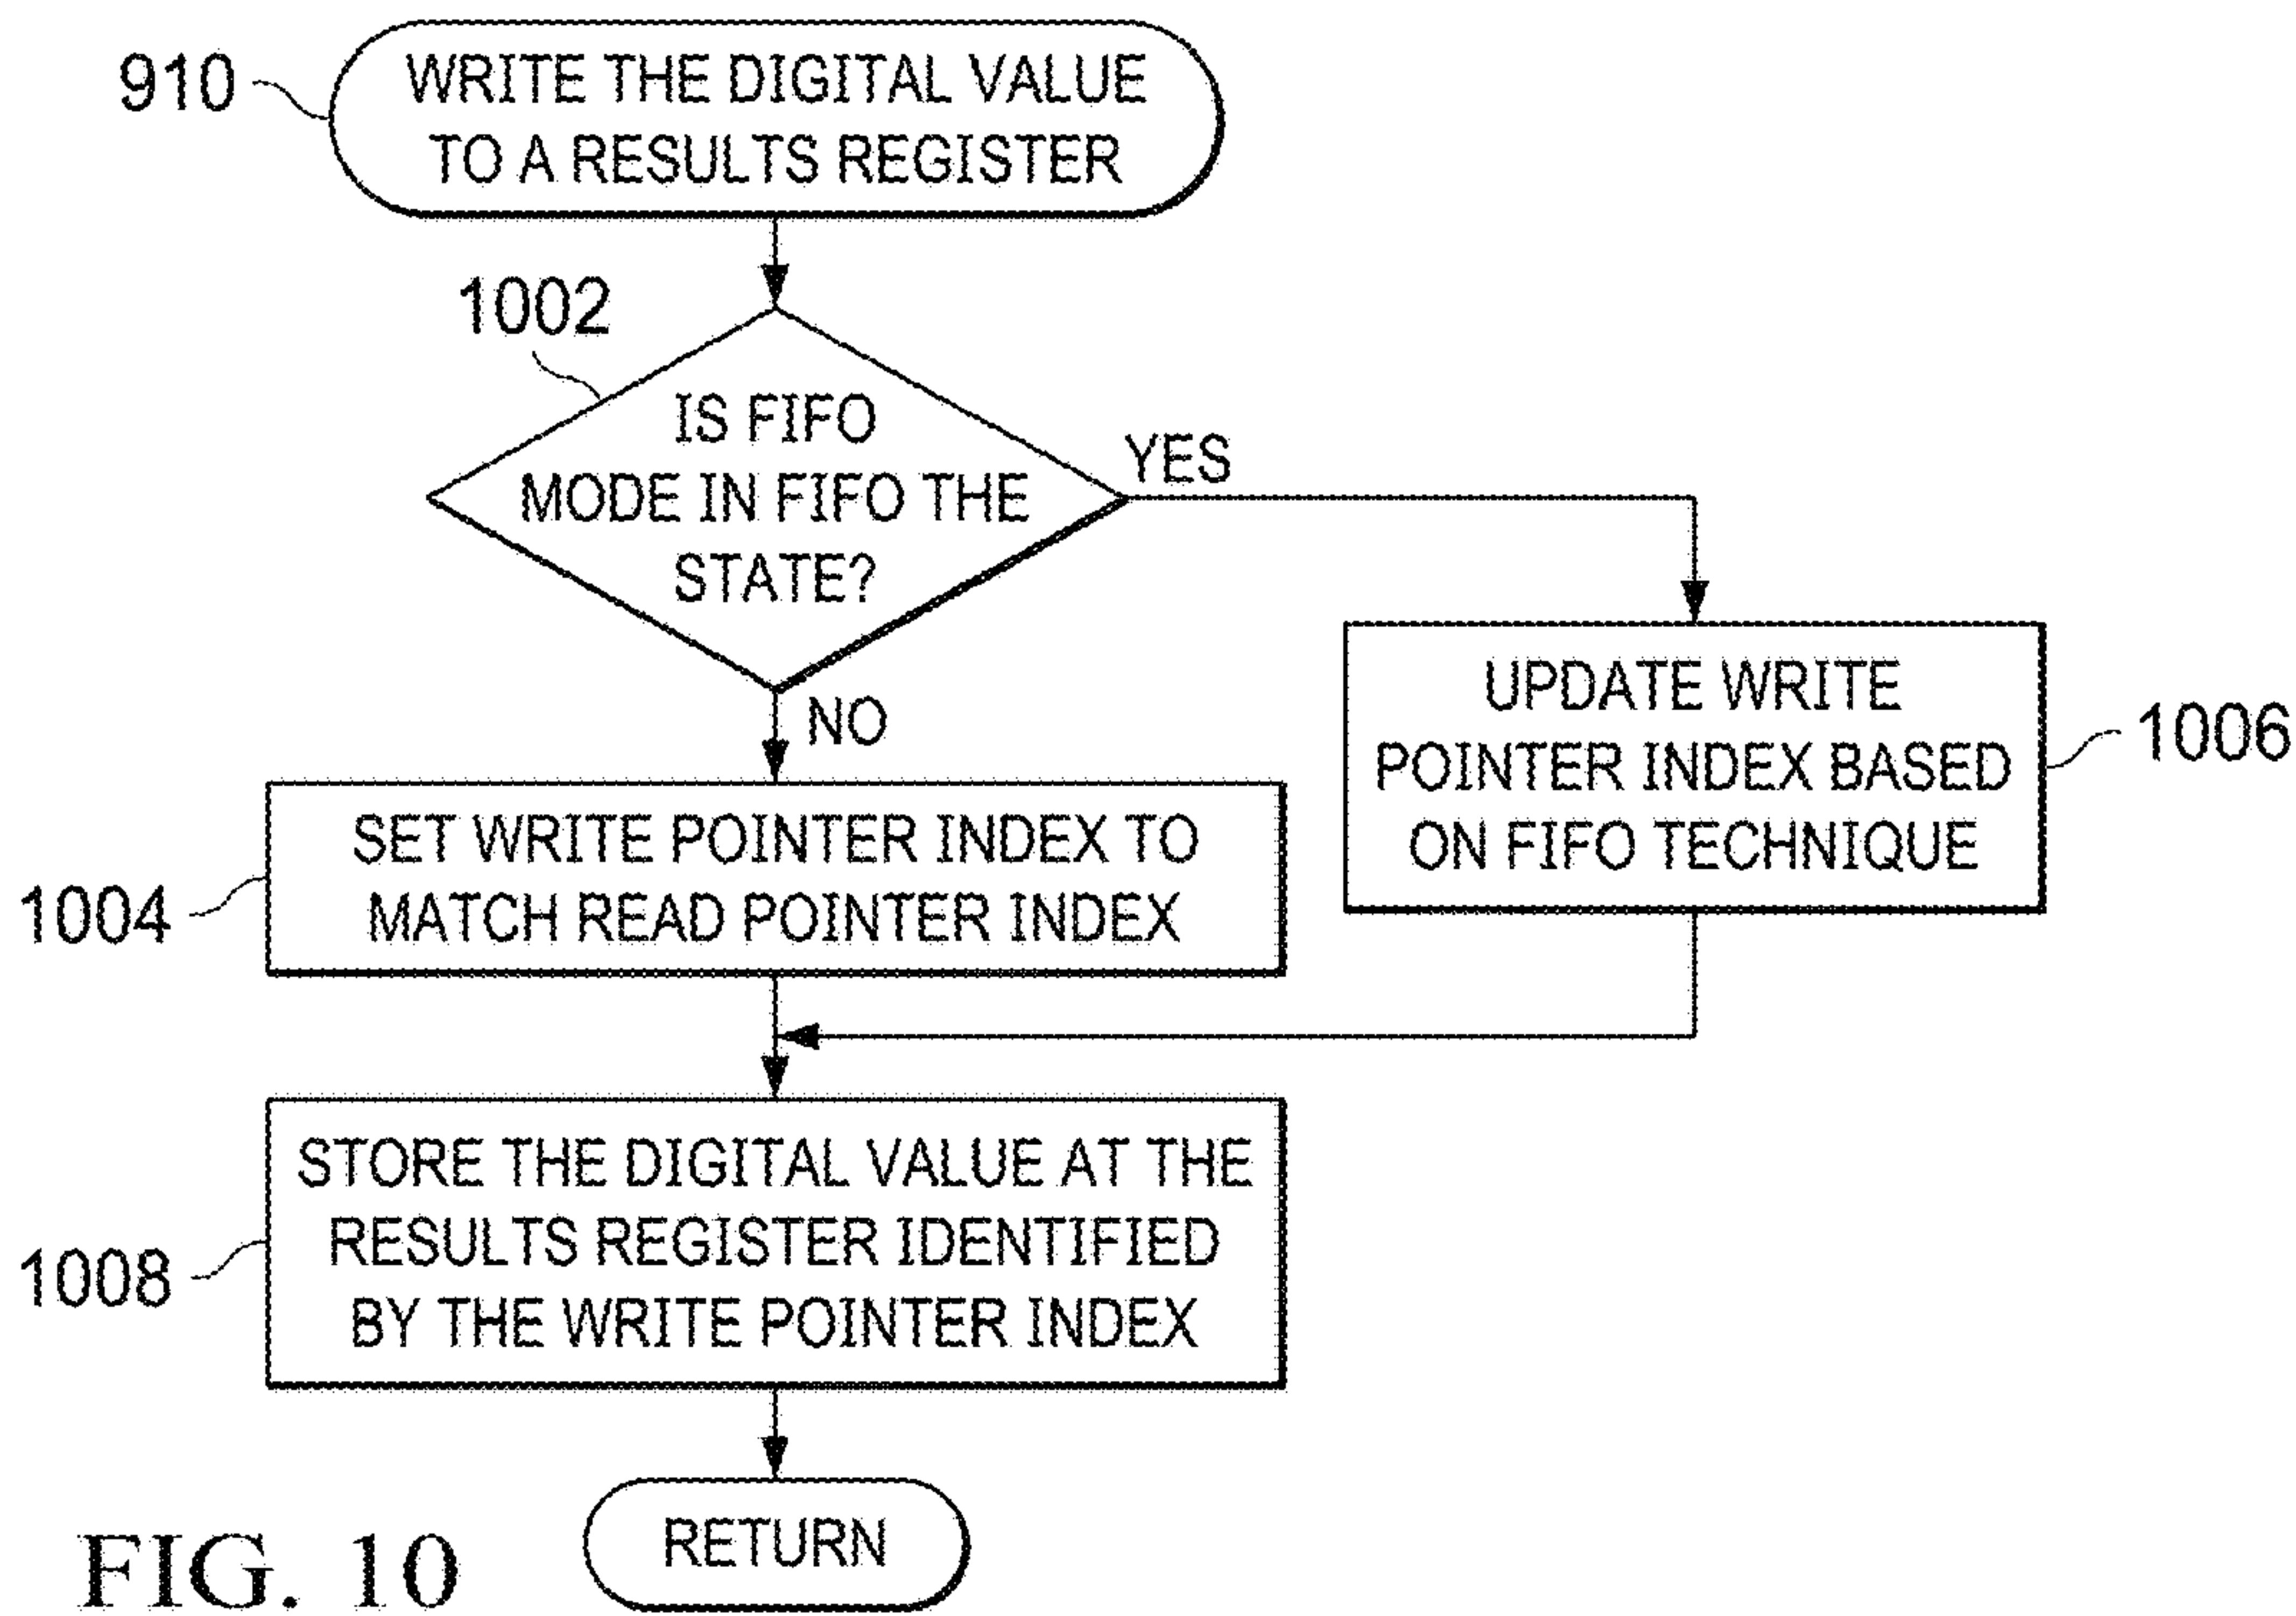 910
WRITE THE DIGITAL VALUE
TO A RESULTS REGISTER
1002
IS FIFO
MODE IN FIFO THE
STATE?
YES
NO
UPDATE WRITE
POINTER INDEX BASED
ON FIFO TECHNIQUE
1006
SET WRITE POINTER INDEX TO
MATCH READ POINTER INDEX
1004
STORE THE DIGITAL VALUE AT THE
RESULTS REGISTER IDENTIFIED
BY THE WRITE POINTER INDEX
1008
RETURN
FIG. 10